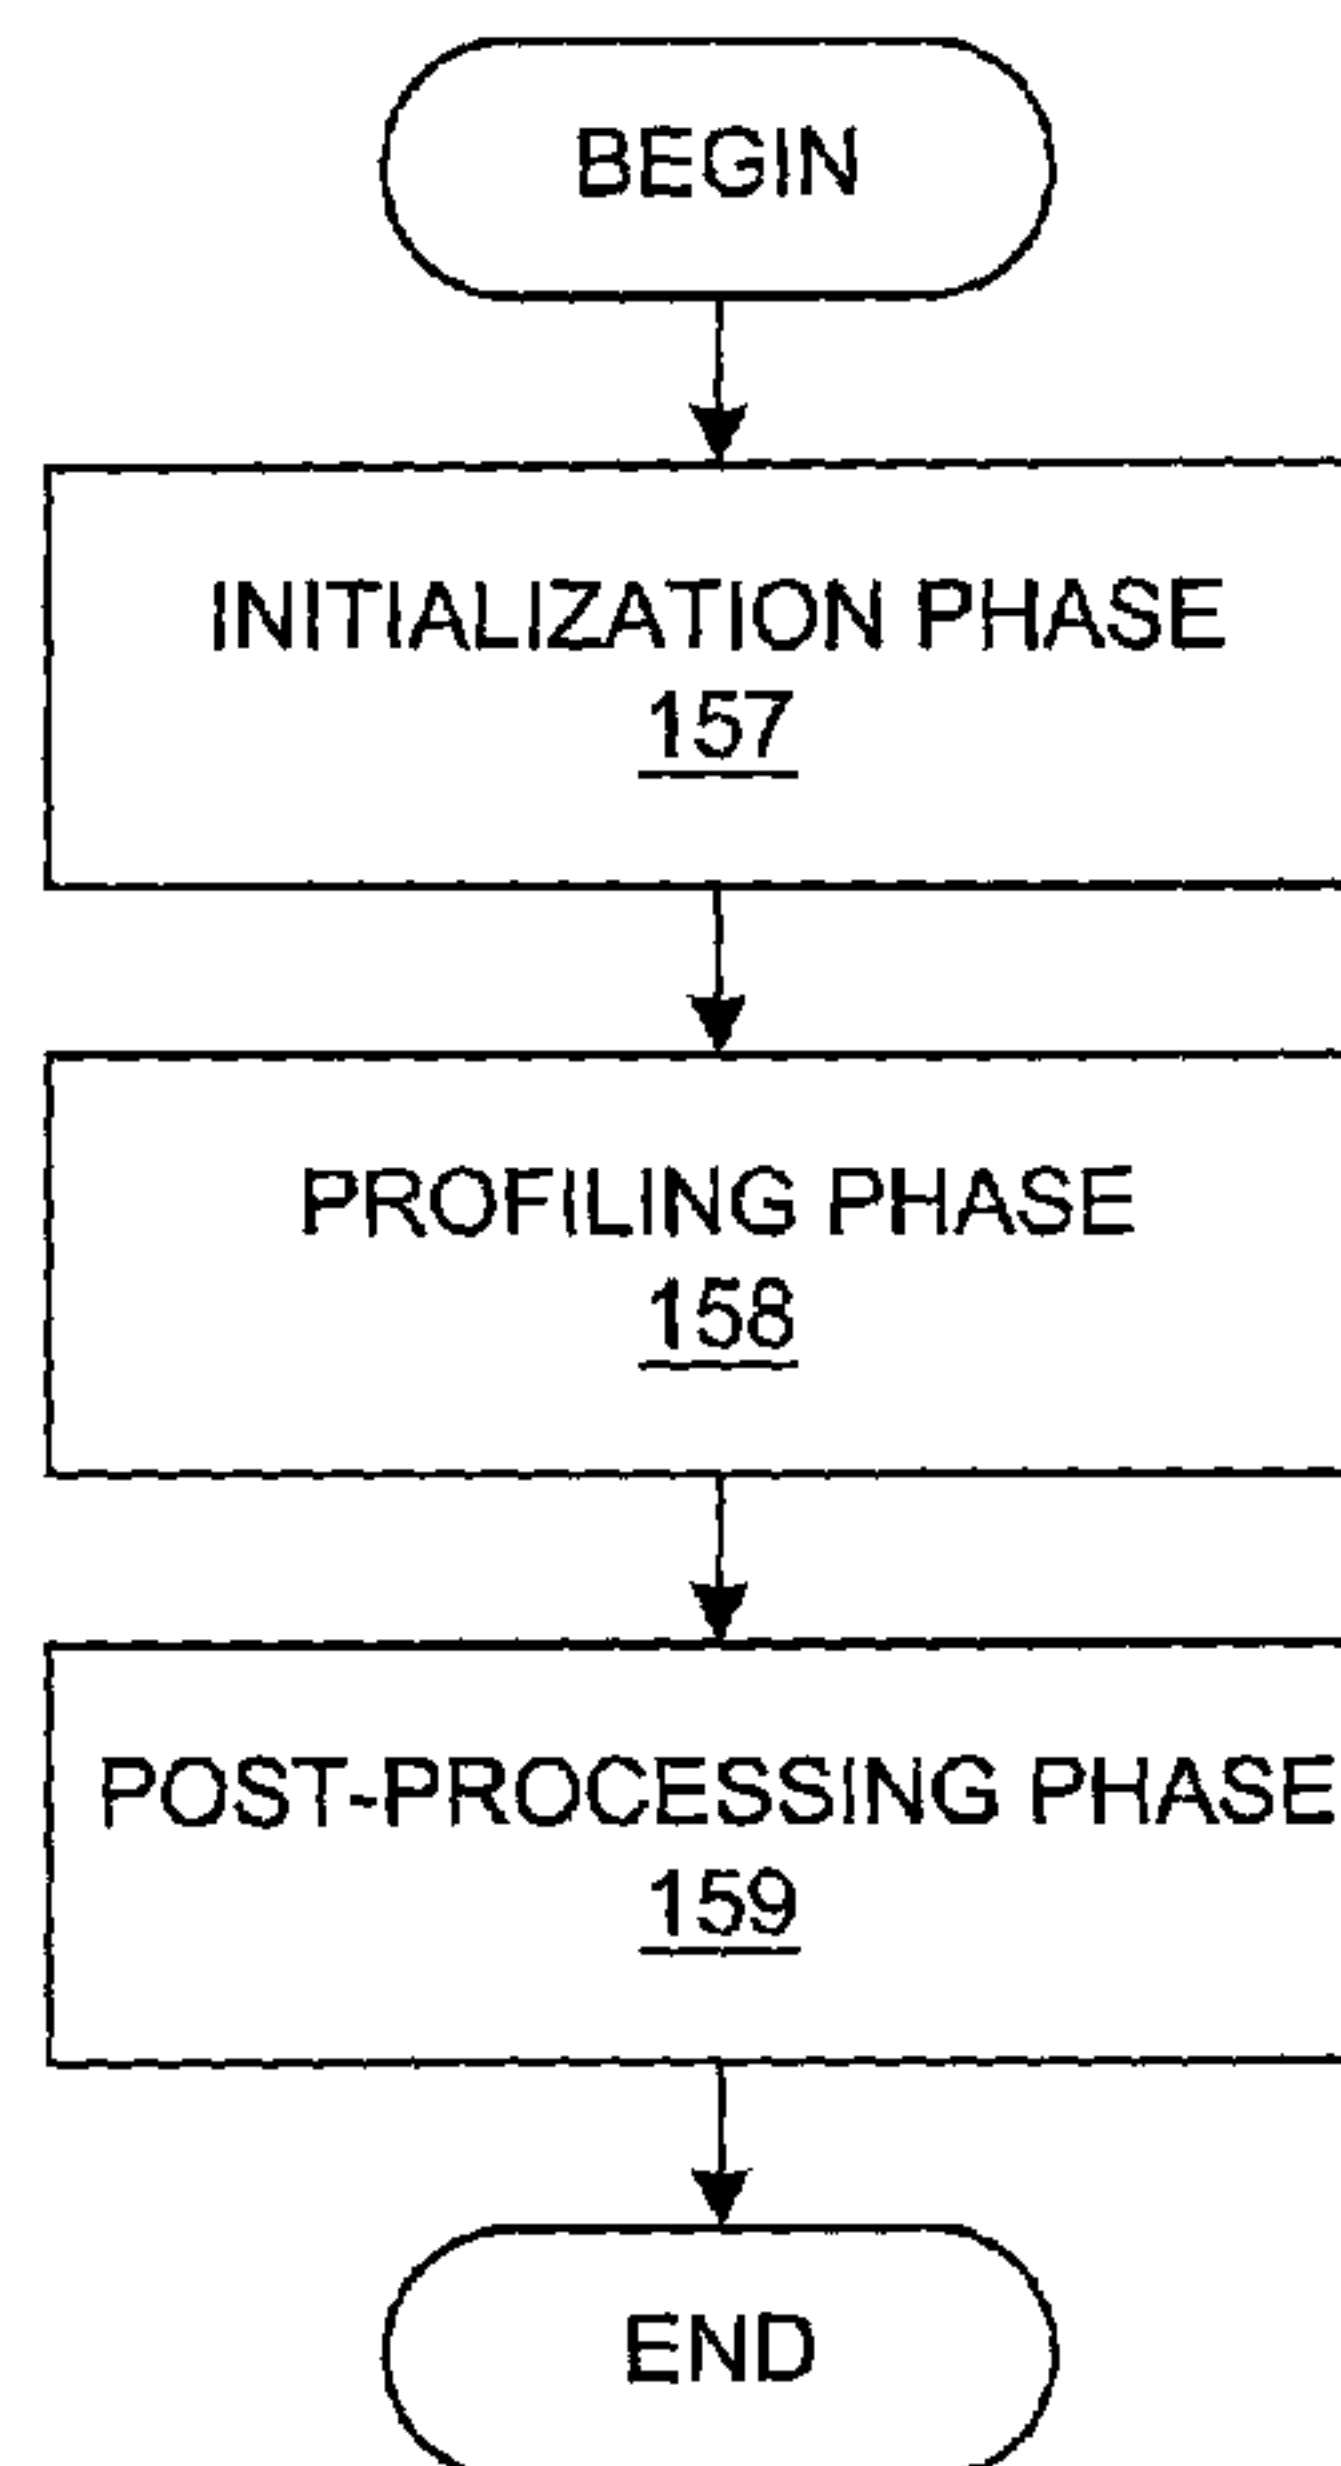 BEGIN
INITIALIZATION PHASE
157
PROFILING PHASE
158
POST-PROCESSING PHASE
159
END